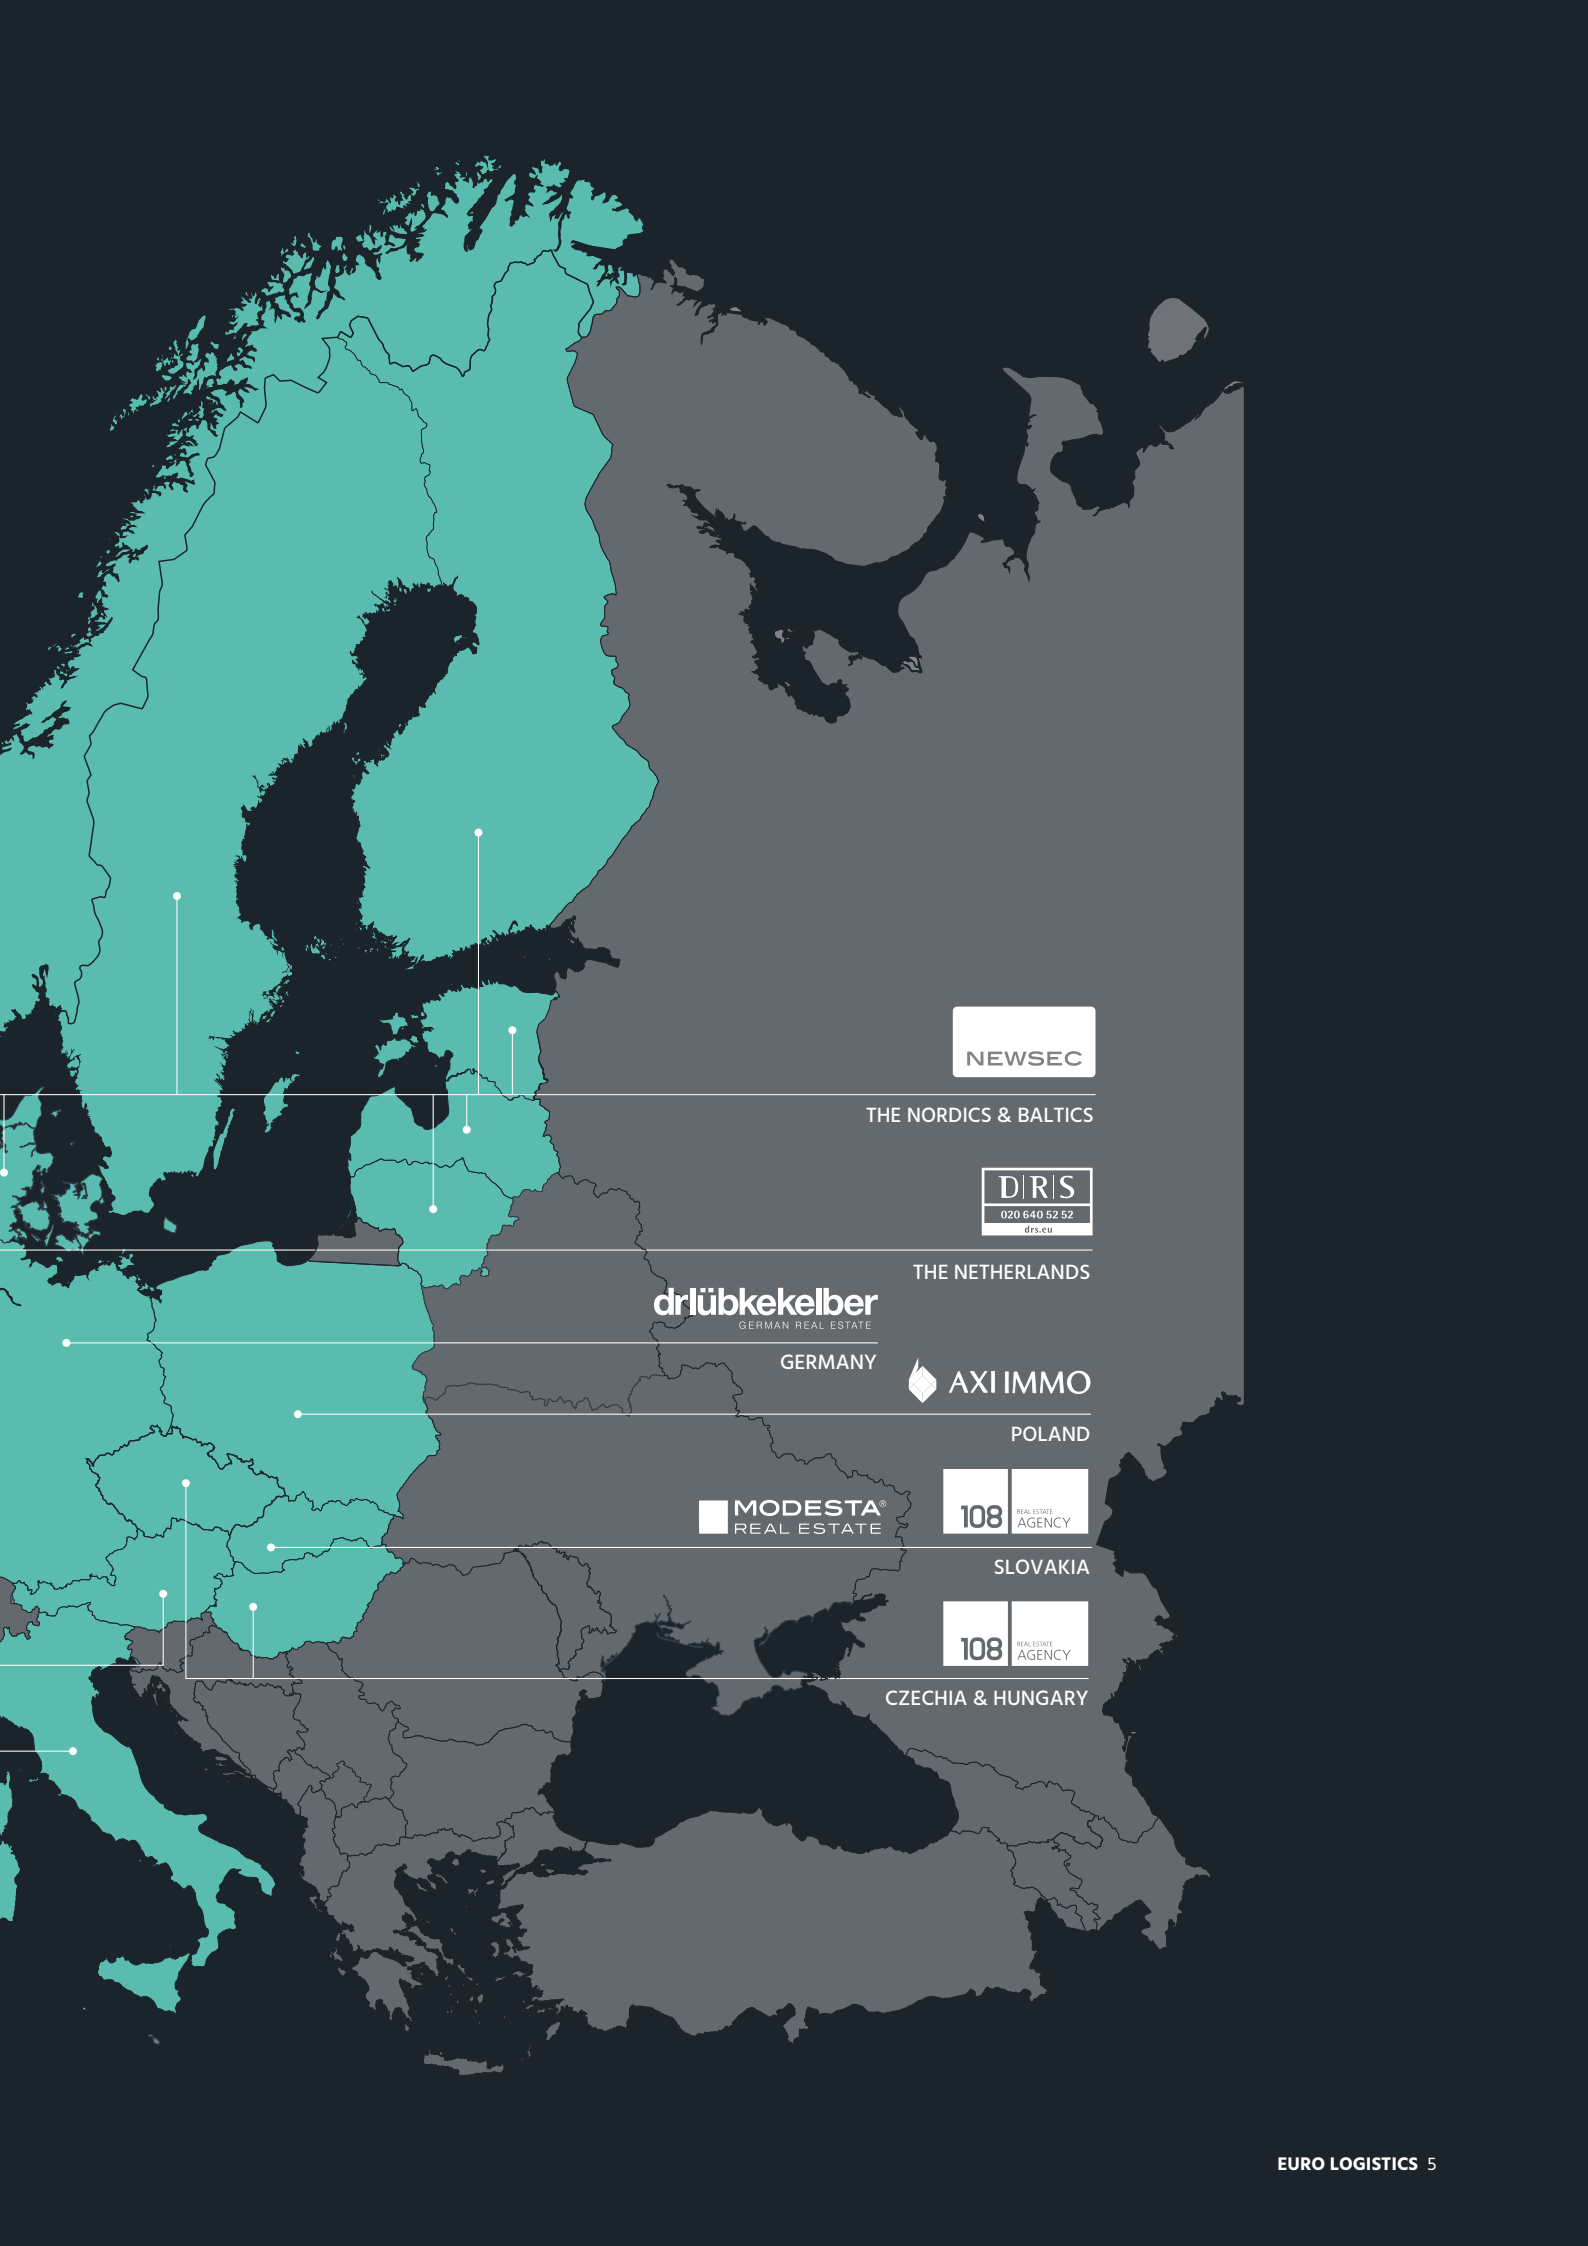 NEWSEC
THE NORDICS & BALTICS
D|R|S
020 640 52 52
drs.eu
THE NETHERLANDS
drlübkekelber
GERMAN REAL ESTATE
GERMANY
AXI IMMO
POLAND
MODESTA®
REAL ESTATE
108
REAL ESTATE
AGENCY
SLOVAKIA
108
REAL ESTATE
AGENCY
CZECHIA & HUNGARY
EURO LOGISTICS 5